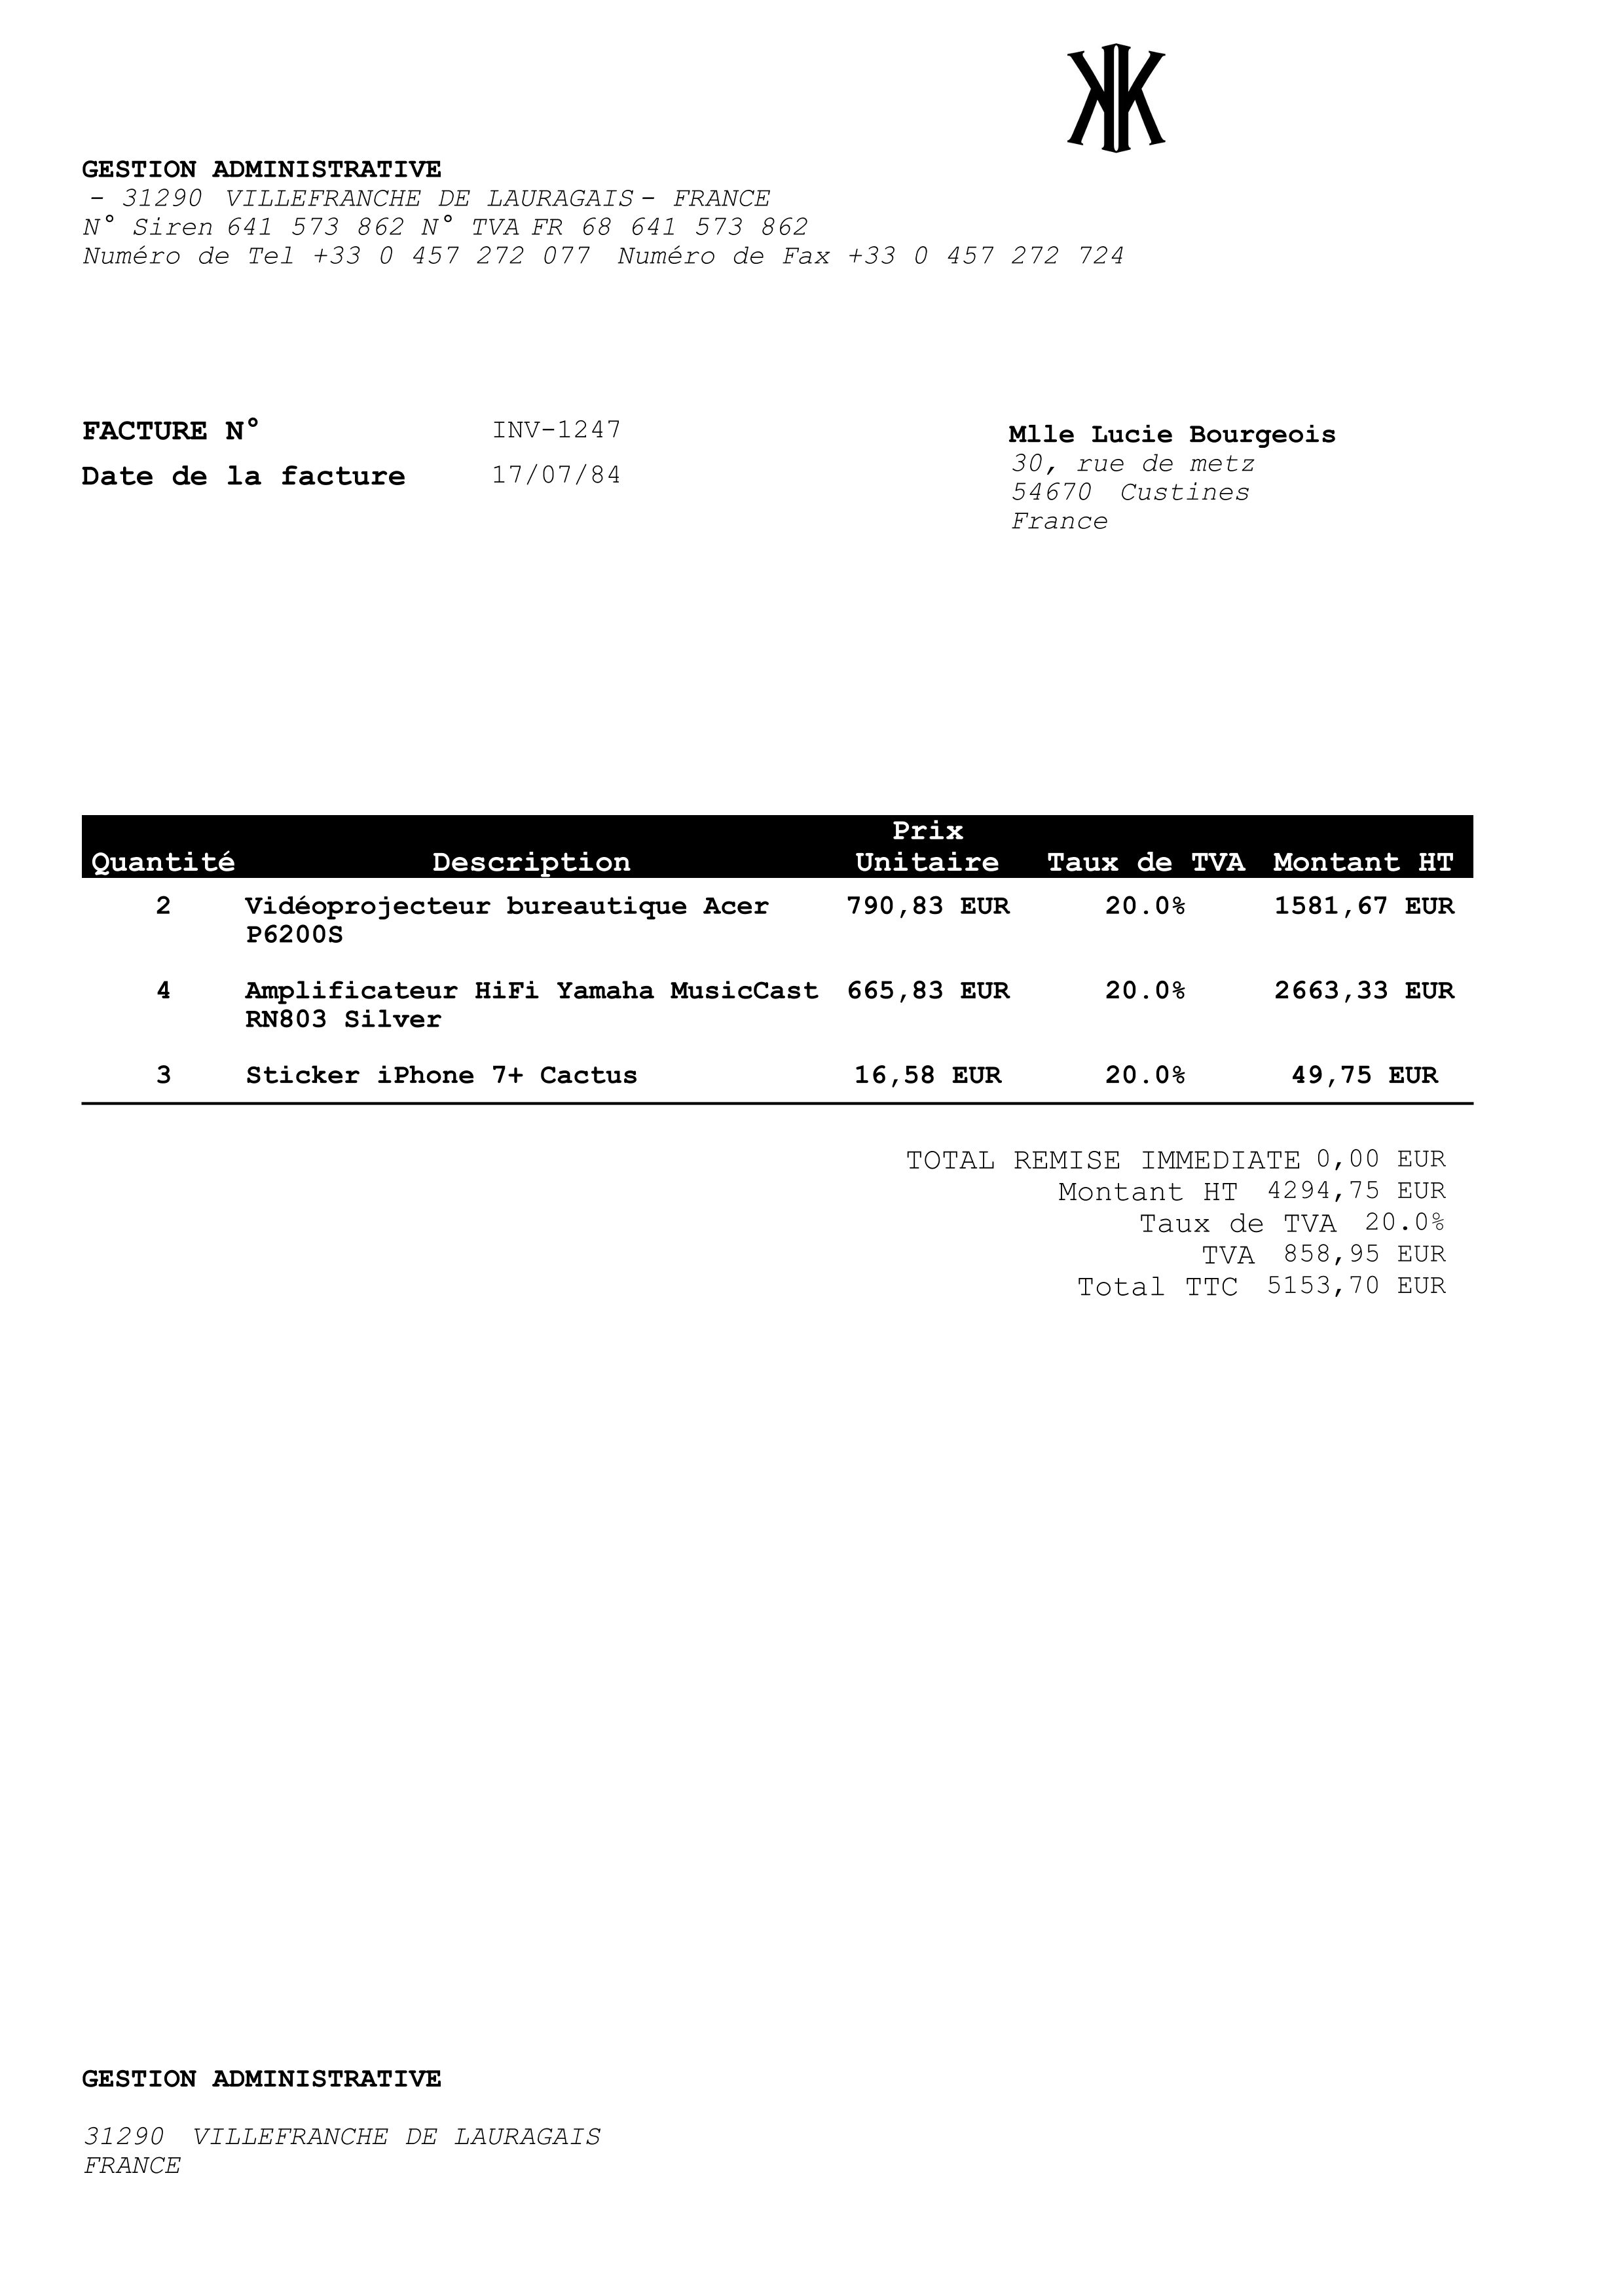 GESTION ADMINISTRATIVE
- 31290 VILLEFRANCHE DE LAURAGAIS - FRANCE
N° Siren 641 573 862 N° TVA FR 68 641 573 862
Numéro de Tel +33 0 457 272 077 Numéro de Fax +33 0 457 272 724
FACTURE N° INV-1247
Date de la facture 17/07/84
Mlle Lucie Bourgeois
30, rue de metz
54670 Custines
France
Prix
Quantité Description Unitaire Taux de TVA Montant HT
2 Vidéoprojecteur bureautique Acer 790,83 EUR 20.0% 1581,67 EUR
P6200S
4 Amplificateur HiFi Yamaha MusicCast 665,83 EUR 20.0% 2663,33 EUR
RN803 Silver
3 Sticker iPhone 7+ Cactus 16,58 EUR 20.0% 49,75 EUR
TOTAL REMISE IMMEDIATE 0,00 EUR
Montant HT 4294,75 EUR
Taux de TVA 20.0%
TVA 858,95 EUR
Total TTC 5153,70 EUR
GESTION ADMINISTRATIVE
31290 VILLEFRANCHE DE LAURAGAIS
FRANCE